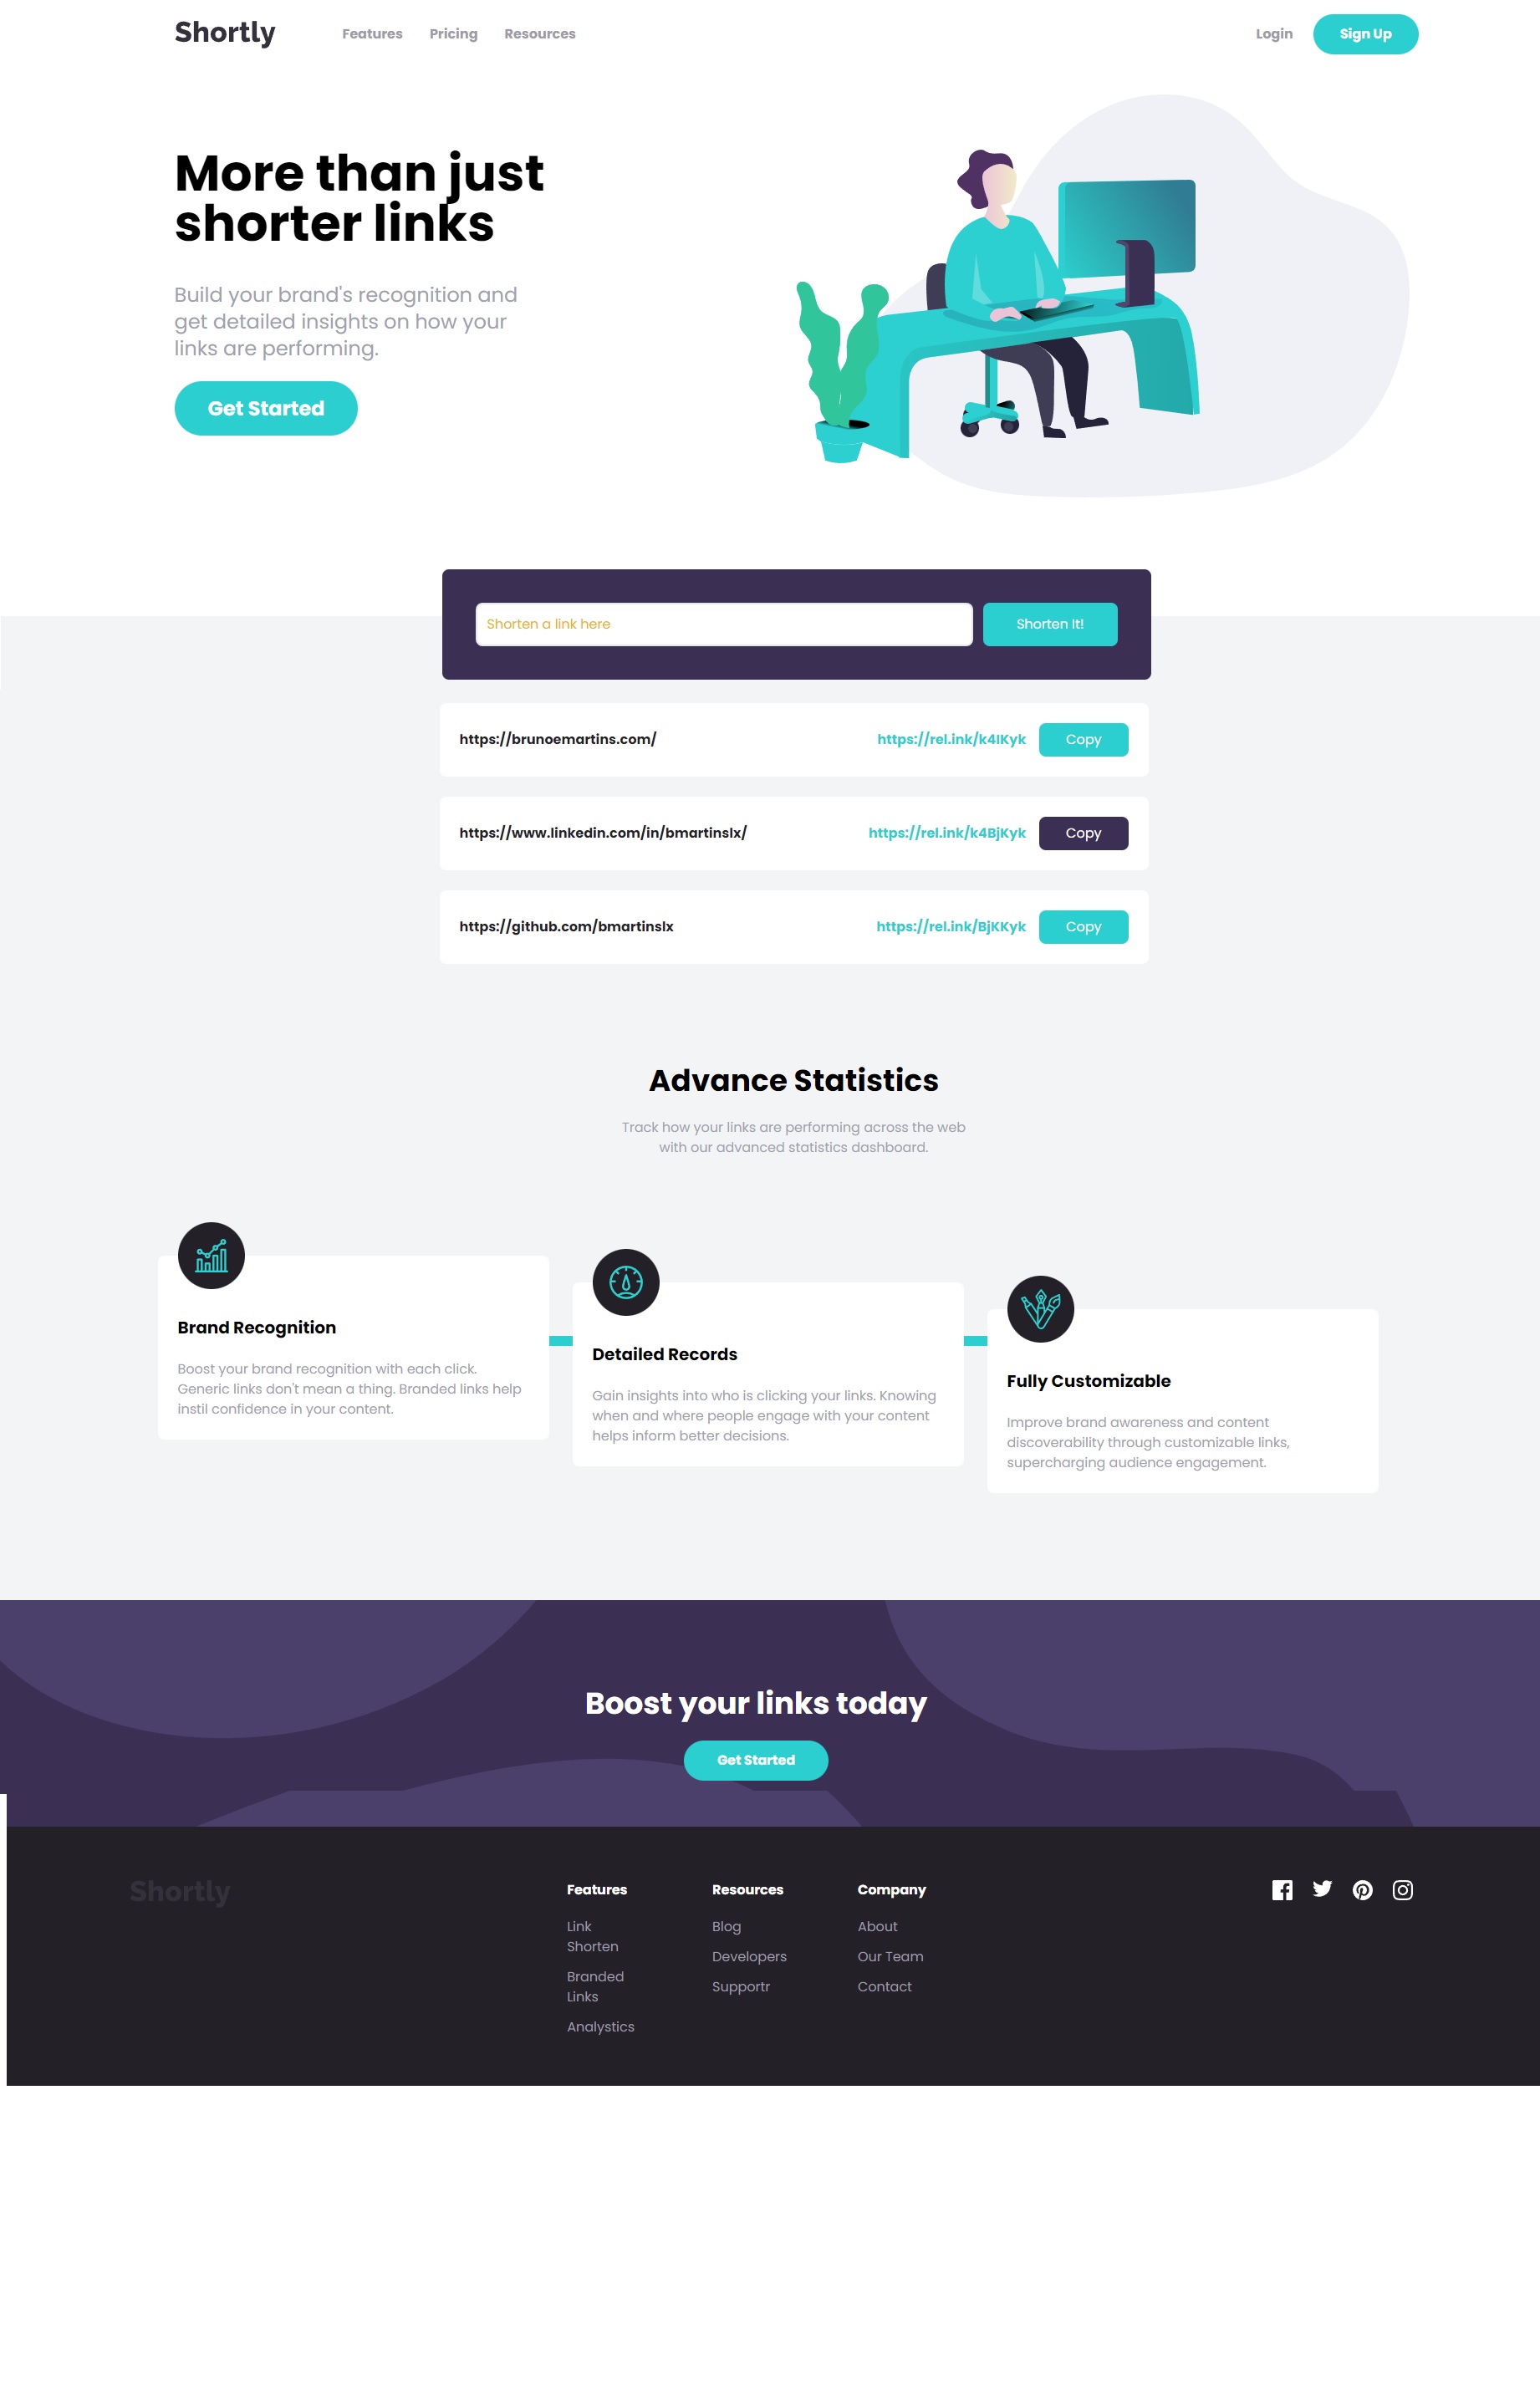 Shortly
Features
Pricing
Resources
Login
Sign Up
More than just
shorter links
Build your brand's recognition and
get detailed insights on how your
links are performing.
Get Started
Shorten a link here
Shorten It!
https://brunoemartins.com/
https://rel.ink/k4lKyk
Copy
https://www.linkedin.com/in/bmartinslx/
https://rel.ink/k4BjKyk
Copy
https://github.com/bmartinslx
https://rel.ink/BjKKyk
Copy
Advance Statistics
Track how your links are performing across the web
with our advanced statistics dashboard.
Brand Recognition
Boost your brand recognition with each click.
Generic links don't mean a thing. Branded links help
instil confidence in your content.
Detailed Records
Gain insights into who is clicking your links. Knowing
when and where people engage with your content
helps inform better decisions.
Fully Customizable
Improve brand awareness and content
discoverability through customizable links,
supercharging audience engagement.
Boost your links today
Get Started
Shortly
Features
Link
Shorten
Branded
Links
Analystics
Resources
Blog
Developers
Supportr
Company
About
Our Team
Contact